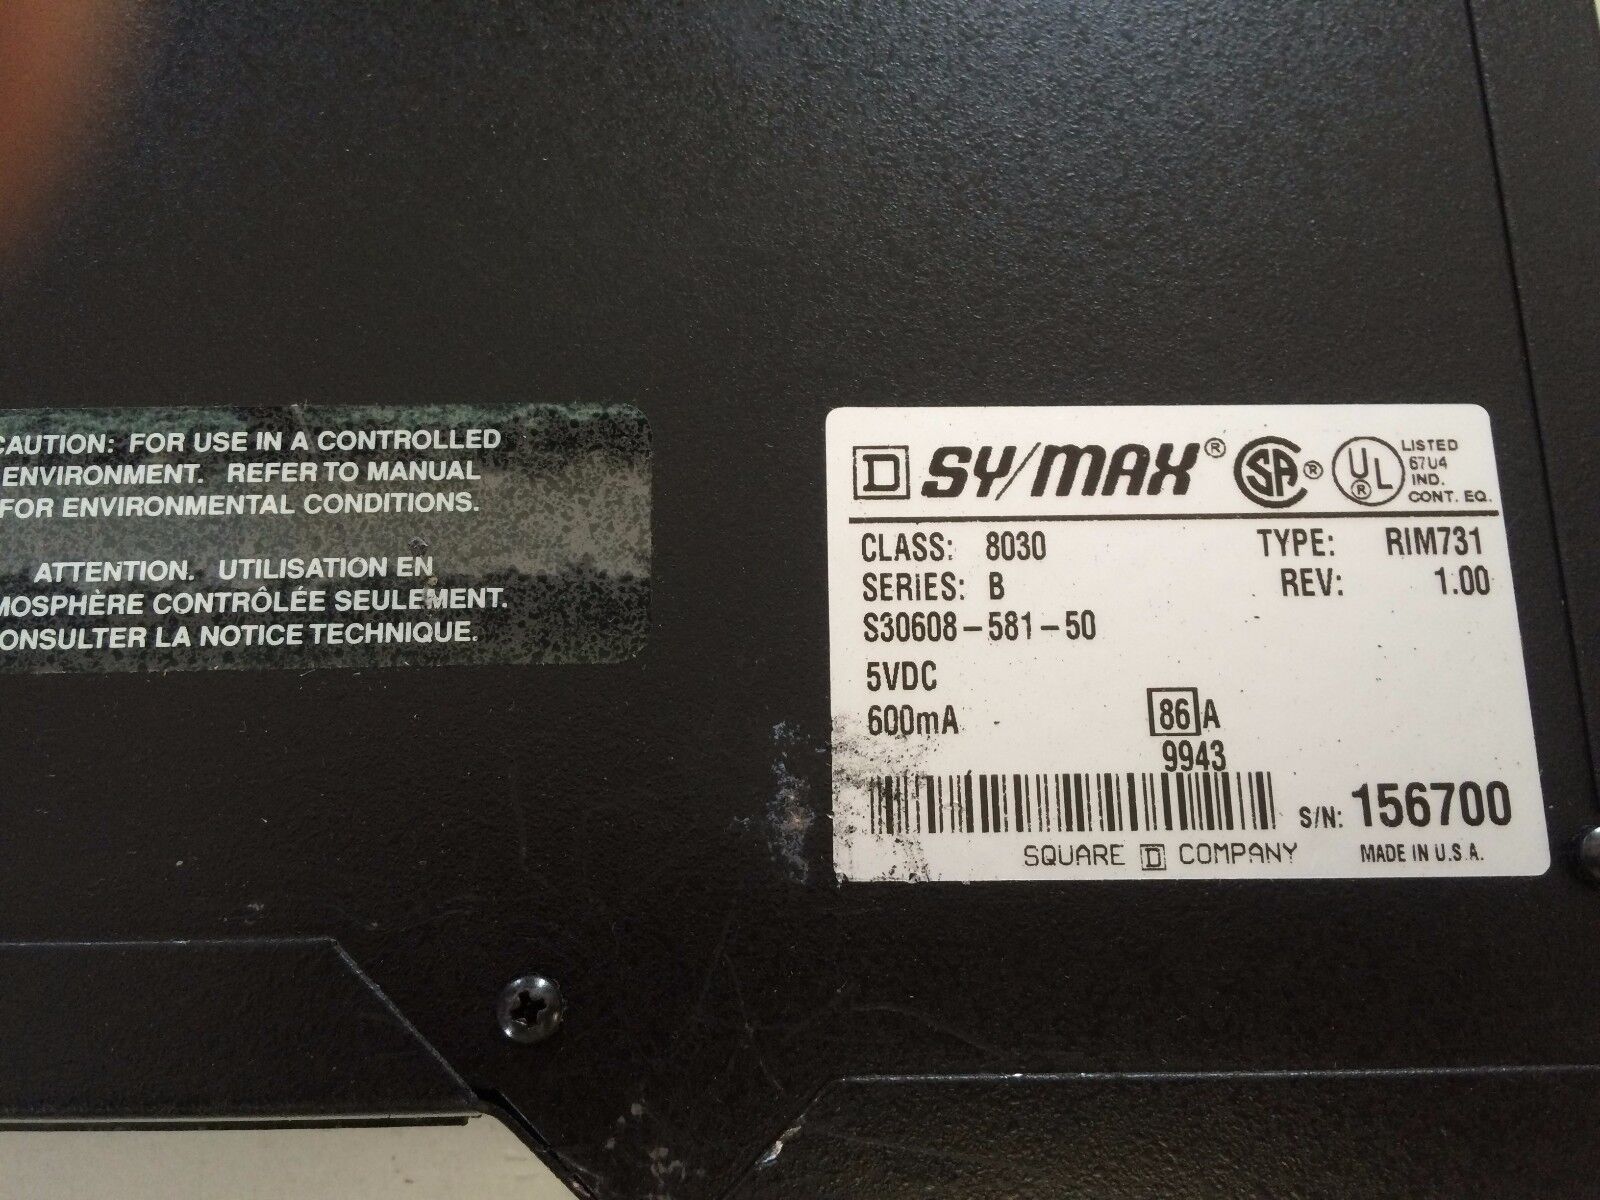 CAUTION: FOR USE IN A CONTROLLED
ENVIRONMENT. REFER TO MANUAL
FOR ENVIRONMENTAL CONDITIONS.
ATTENTION. UTILISATION EN
MOSPHÈRE CONTRÔLÉE SEULEMENT.
ONSULTER LA NOTICE TECHNIQUE.
D SY/MAX® SA® UL® LISTED
67U4
IND.
CONT. EQ.
CLASS: 8030 TYPE: RIM731
SERIES: B REV: 1.00
S30608-581-50
5VDC
600mA 86 A
9943
S/N: 156700
SQUARE D COMPANY MADE IN U.S.A.